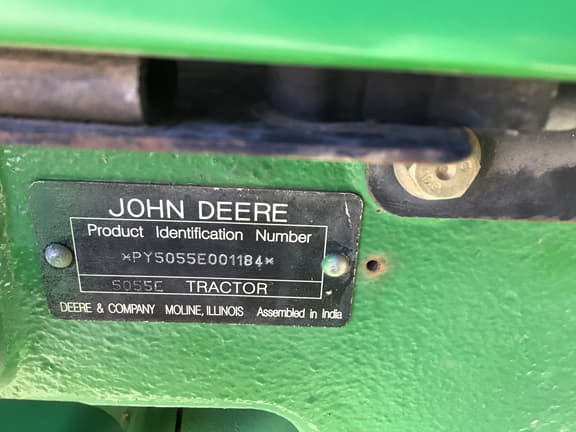 JOHN DEERE
Product Identification Number
*PY5055E001184*
5055E TRACTOR
DEERE & COMPANY MOLINE, ILLINOIS Assembled in India